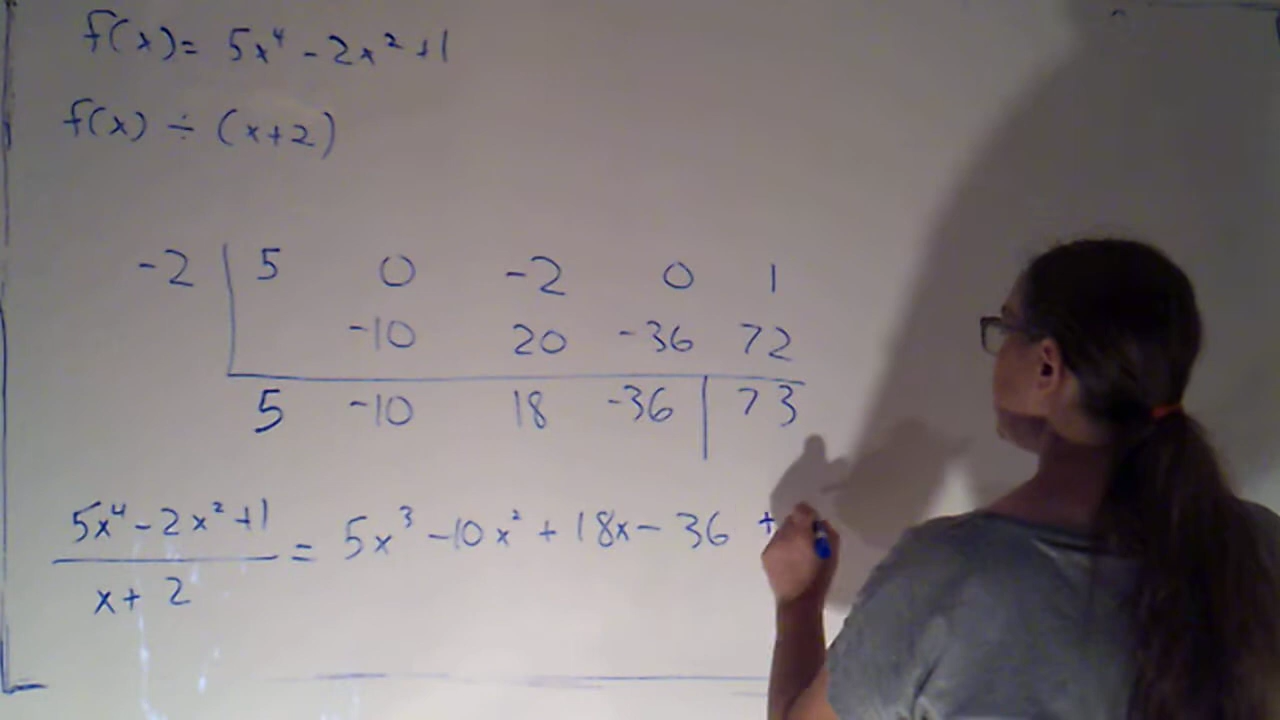 f(x) = 5x⁴ - 2x² + 1
f(x) ÷ (x+2)
-2 | 5 0 -2 0 1
-10 20 -36 72
5 -10 18 -36 | 73
5x⁴ - 2x² + 1
= 5x³ - 10x² + 18x - 36 +
x + 2